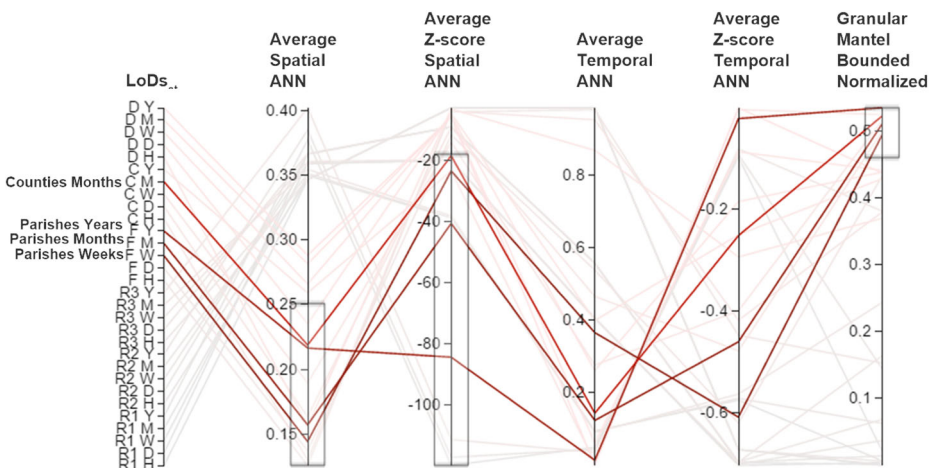 Average
Spatial
ANN
Average
Z-score
Spatial
ANN
Average
Temporal
ANN
Average
Z-score
Temporal
ANN
Granular
Mantel
Bounded
Normalized
LoDs
Counties Months
Parishes Years
Parishes Months
Parishes Weeks
D Y
D M
D W
D D
D H
C Y
C M
C W
C D
C H
F Y
F M
F W
F D
F H
R3 Y
R3 M
R3 W
R3 D
R3 H
R2 Y
R2 M
R2 W
R2 D
R2 H
R1 Y
R1 M
R1 W
R1 D
R1 H
0.40
0.35
0.30
0.25
0.20
0.15
-20
-40
-60
-80
-100
0.8
0.6
0.4
0.2
-0.2
-0.4
-0.6
0.3
0.2
0.1